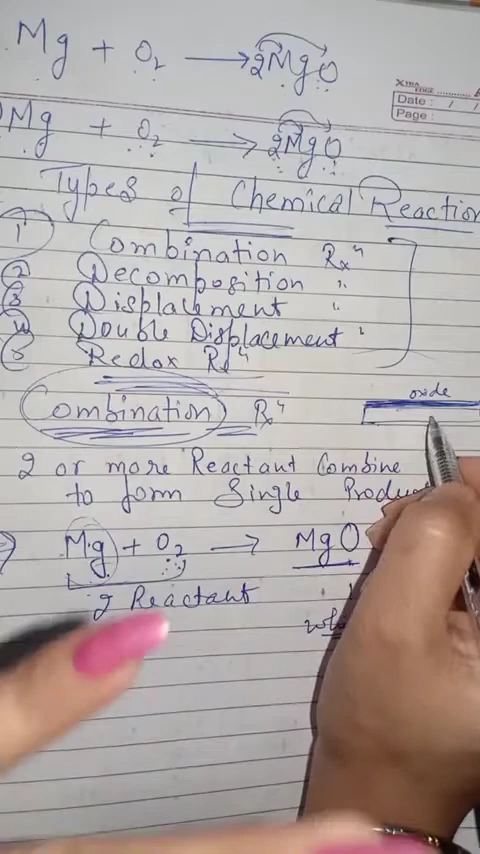 Mg + O₂ → 2MgO
Date : / /
Page :
2Mg + O₂ → 2MgO
Types of Chemical Reaction
1 Combination Rxⁿ
2 Decomposition "
3 Displacement "
4 Double Displacement "
5 Redox Rxⁿ
Combination Rxⁿ
oxide
2 or more Reactant Combine
to form Single Produc
Mg + O₂ → MgO
2 Reactant